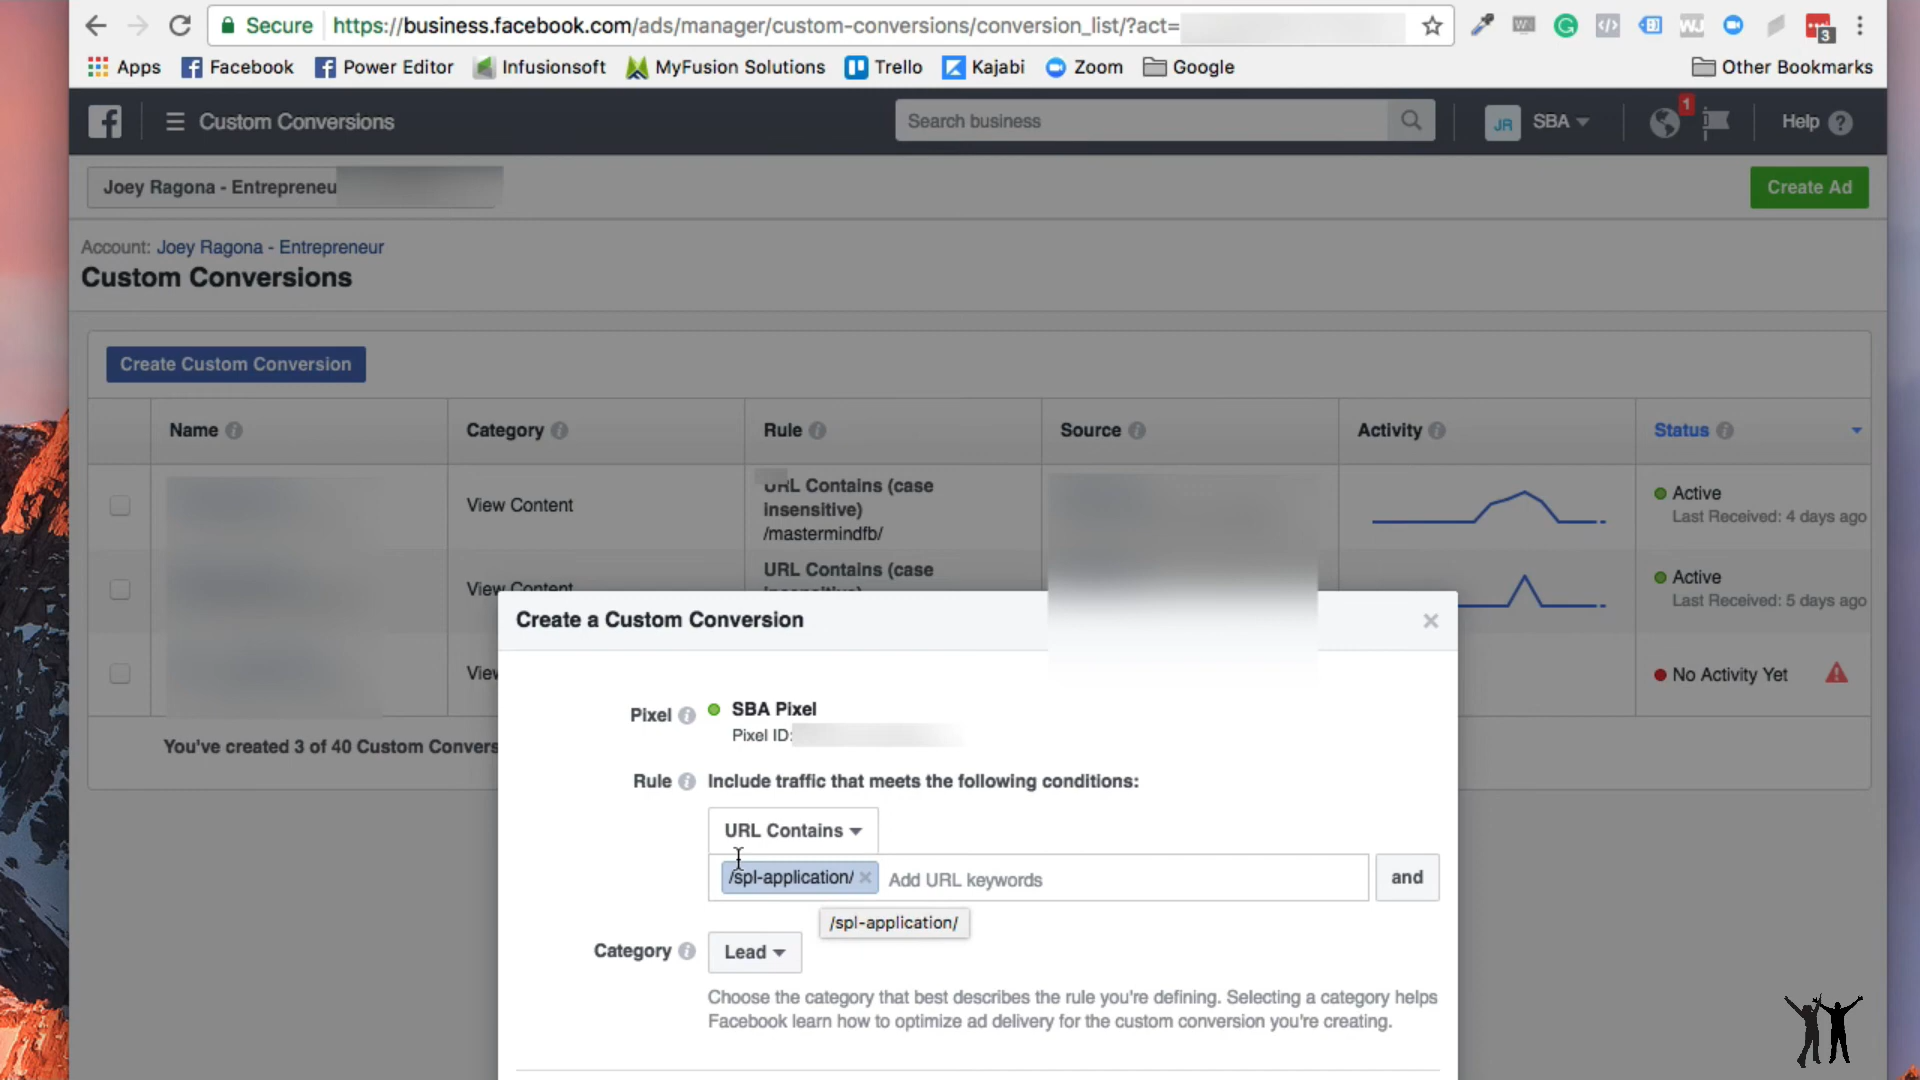 Secure https://business.facebook.com/ads/manager/custom-conversions/conversion_list/?act=
3
Apps Facebook Power Editor Infusionsoft MyFusion Solutions Trello Kajabi Zoom Google Other Bookmarks
Custom Conversions Search business JR SBA 1 Help ?
Joey Ragona - Entrepreneu Create Ad
Account: Joey Ragona - Entrepreneur
Custom Conversions
Create Custom Conversion
Name Category Rule Source Activity Status
View Content URL Contains (case
insensitive)
/mastermindfb/
Active
Last Received: 4 days ago
View Content URL Contains (case
Active
Last Received: 5 days ago
No Activity Yet
You've created 3 of 40 Custom Convers
Create a Custom Conversion
Pixel SBA Pixel
Pixel ID:
Rule Include traffic that meets the following conditions:
URL Contains
/spl-application/ Add URL keywords and
/spl-application/
Category Lead
Choose the category that best describes the rule you're defining. Selecting a category helps
Facebook learn how to optimize ad delivery for the custom conversion you're creating.